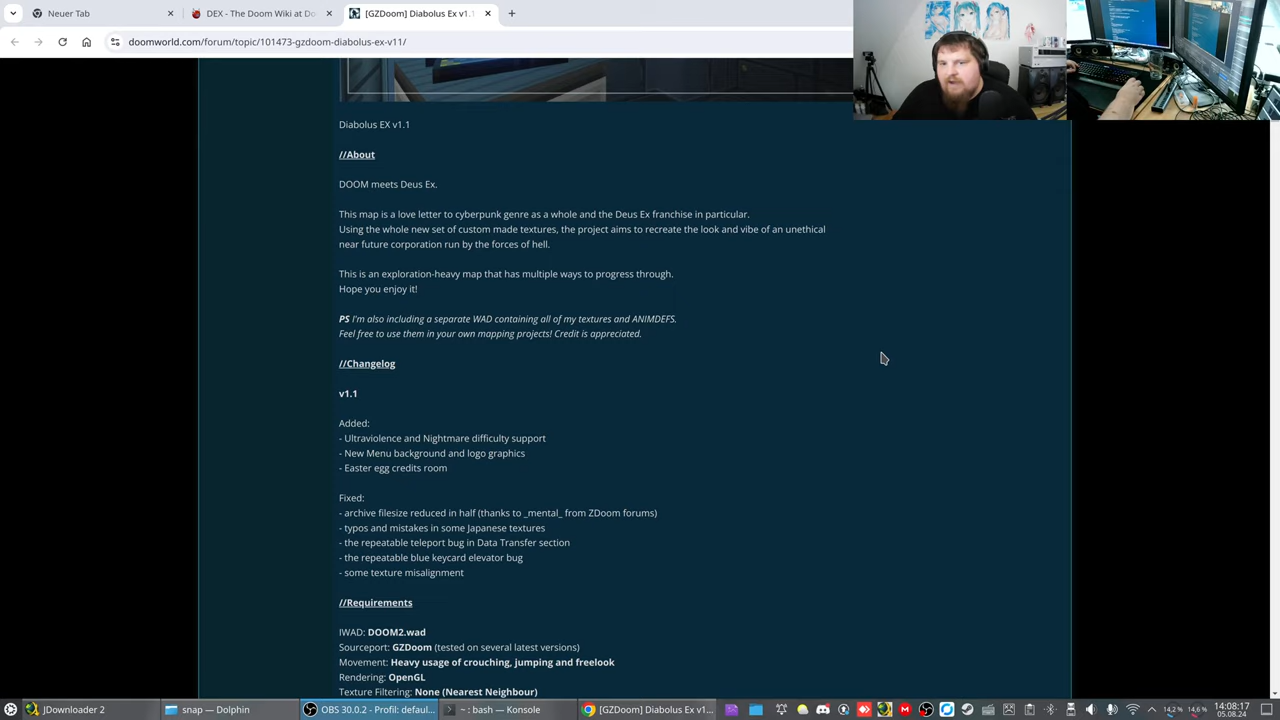 Neuer Tab
DEX - The Doom Wiki at Do
[GZDoom] Diabolus Ex v1.1
doomworld.com/forum/topic/101473-gzdoom-diabolus-ex-v11/
Diabolus EX v1.1
//About
DOOM meets Deus Ex.
This map is a love letter to cyberpunk genre as a whole and the Deus Ex franchise in particular.
Using the whole new set of custom made textures, the project aims to recreate the look and vibe of an unethical
near future corporation run by the forces of hell.
This is an exploration-heavy map that has multiple ways to progress through.
Hope you enjoy it!
PS I'm also including a separate WAD containing all of my textures and ANIMDEFS.
Feel free to use them in your own mapping projects! Credit is appreciated.
//Changelog
v1.1
Added:
- Ultraviolence and Nightmare difficulty support
- New Menu background and logo graphics
- Easter egg credits room
Fixed:
- archive filesize reduced in half (thanks to _mental_ from ZDoom forums)
- typos and mistakes in some Japanese textures
- the repeatable teleport bug in Data Transfer section
- the repeatable blue keycard elevator bug
- some texture misalignment
//Requirements
IWAD: DOOM2.wad
Sourceport: GZDoom (tested on several latest versions)
Movement: Heavy usage of crouching, jumping and freelook
Rendering: OpenGL
Texture Filtering: None (Nearest Neighbour)
JDownloader 2
snap — Dolphin
OBS 30.0.2 - Profil: defaul...
~ : bash — Konsole
[GZDoom] Diabolus Ex v1...
14,2 %
14,6 %
14:08:17
05.08.24